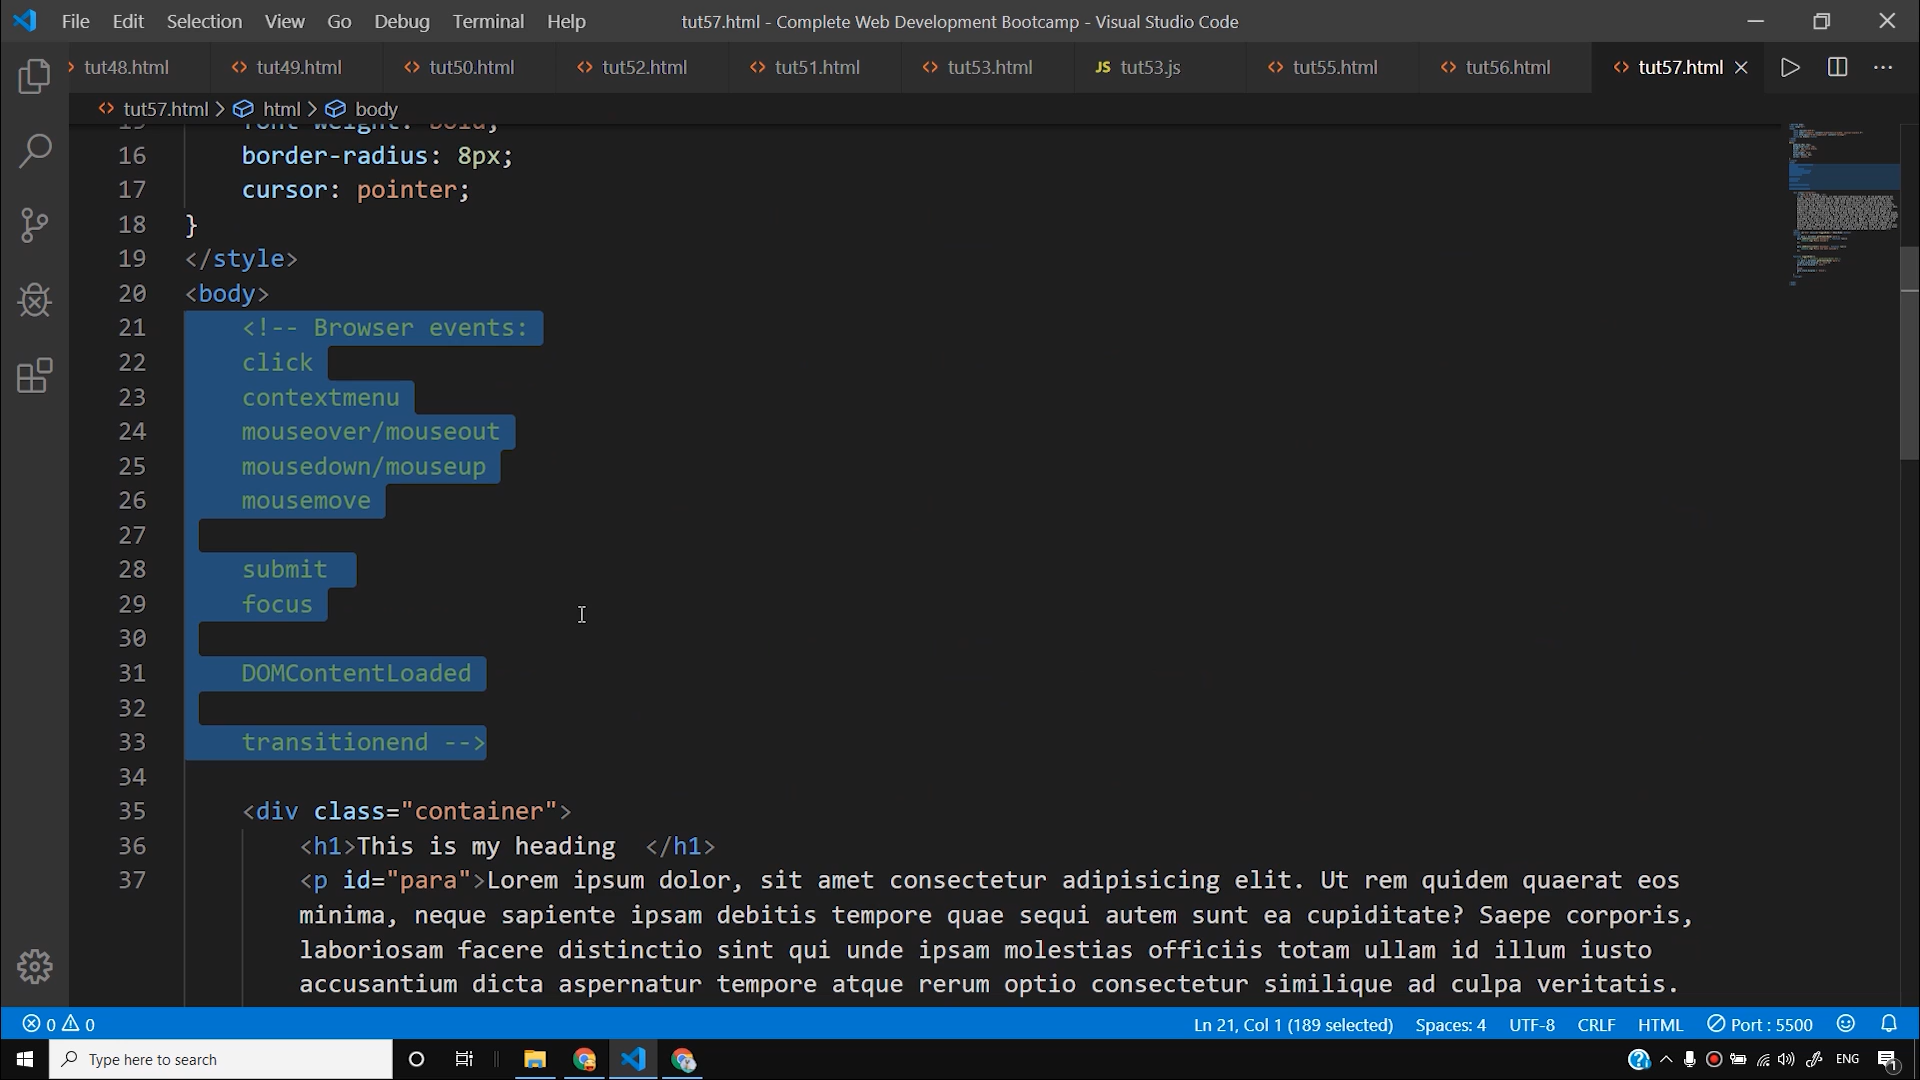 File Edit Selection View Go Debug Terminal Help tut57.html - Complete Web Development Bootcamp - Visual Studio Code
tut48.html tut49.html tut50.html tut52.html tut51.html tut53.html JS tut53.js tut55.html tut56.html tut57.html
tut57.html > html > body
15 font-weight: bold;
16 border-radius: 8px;
17 cursor: pointer;
18 }
19 </style>
20 <body>
21 <!-- Browser events:
22 click
23 contextmenu
24 mouseover/mouseout
25 mousedown/mouseup
26 mousemove
27
28 submit
29 focus
30
31 DOMContentLoaded
32
33 transitionend -->
34
35 <div class="container">
36 <h1>This is my heading  </h1>
37 <p id="para">Lorem ipsum dolor, sit amet consectetur adipisicing elit. Ut rem quidem quaerat eos
minima, neque sapiente ipsam debitis tempore quae sequi autem sunt ea cupiditate? Saepe corporis,
laboriosam facere distinctio sint qui unde ipsam molestias officiis totam ullam id illum iusto
accusantium dicta aspernatur tempore atque rerum optio consectetur similique ad culpa veritatis.
0 0 Ln 21, Col 1 (189 selected) Spaces: 4 UTF-8 CRLF HTML Port : 5500
Type here to search ENG 1